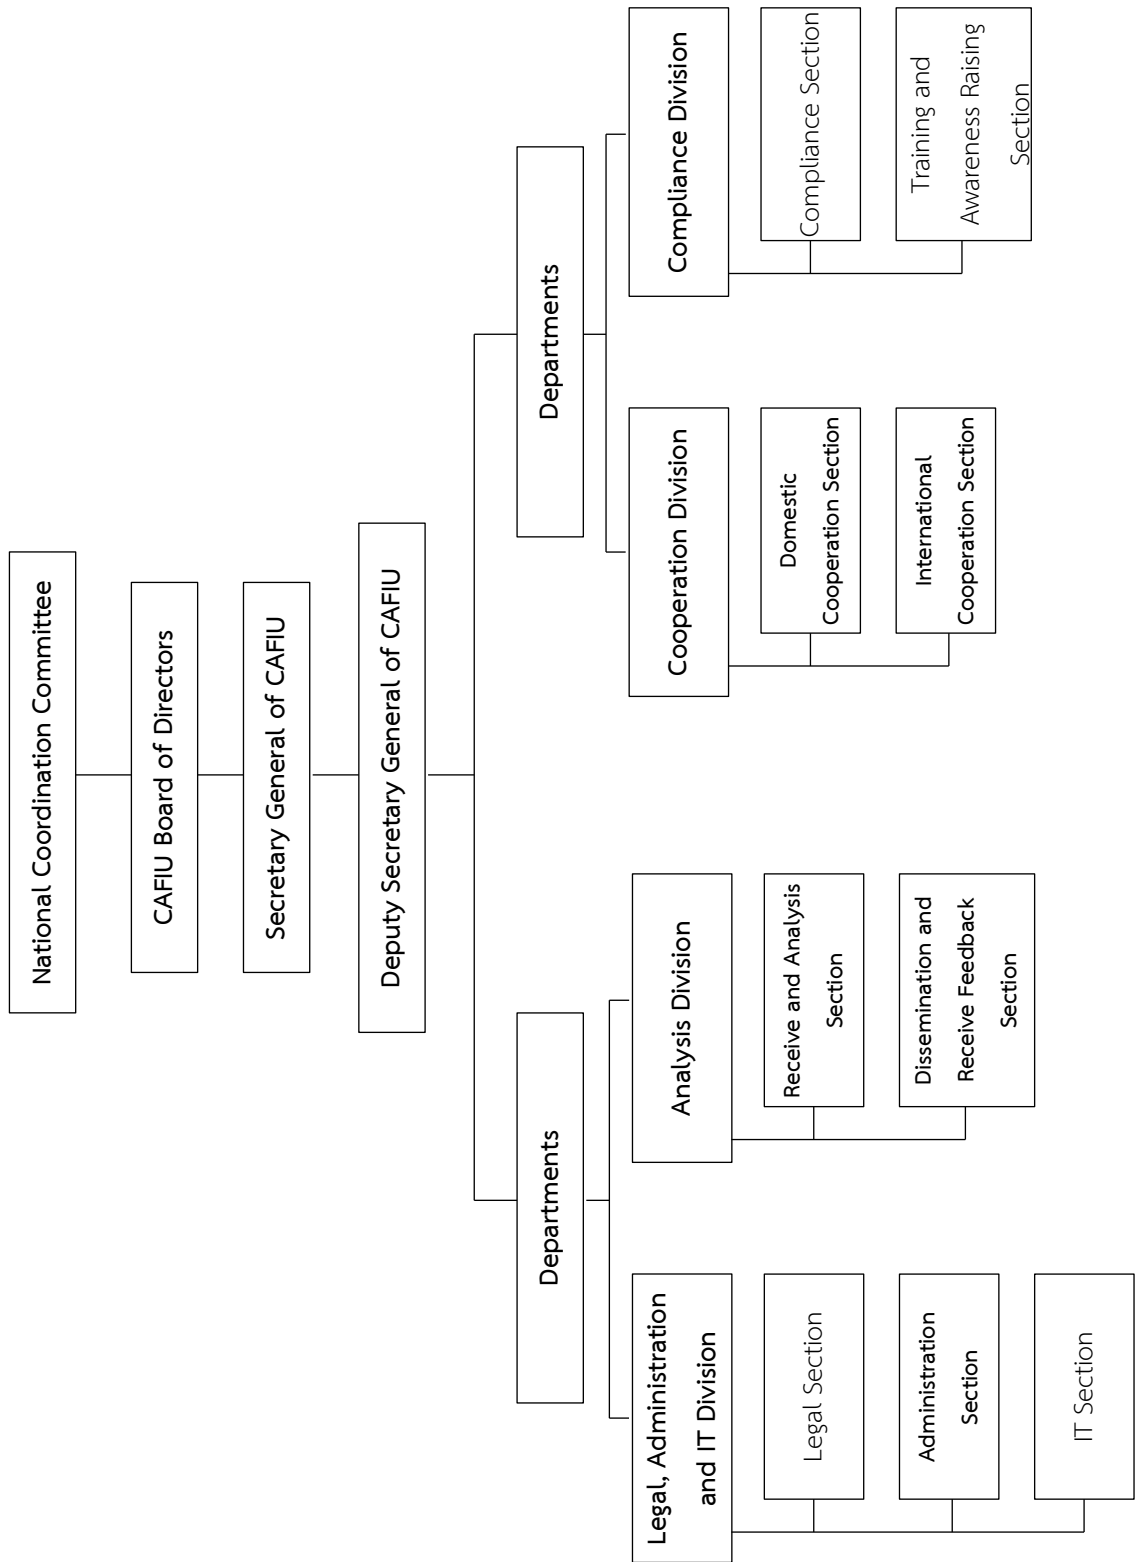 National Coordination Committee
CAFIU Board of Directors
Secretary General of CAFIU
Deputy Secretary General of CAFIU
Departments
Departments
Legal, Administration
and IT Division
Analysis Division
Cooperation Division
Compliance Division
Legal Section
Administration
Section
IT Section
Receive and Analysis
Section
Dissemination and
Receive Feedback
Section
Domestic
Cooperation Section
International
Cooperation Section
Compliance Section
Training and
Awareness Raising
Section